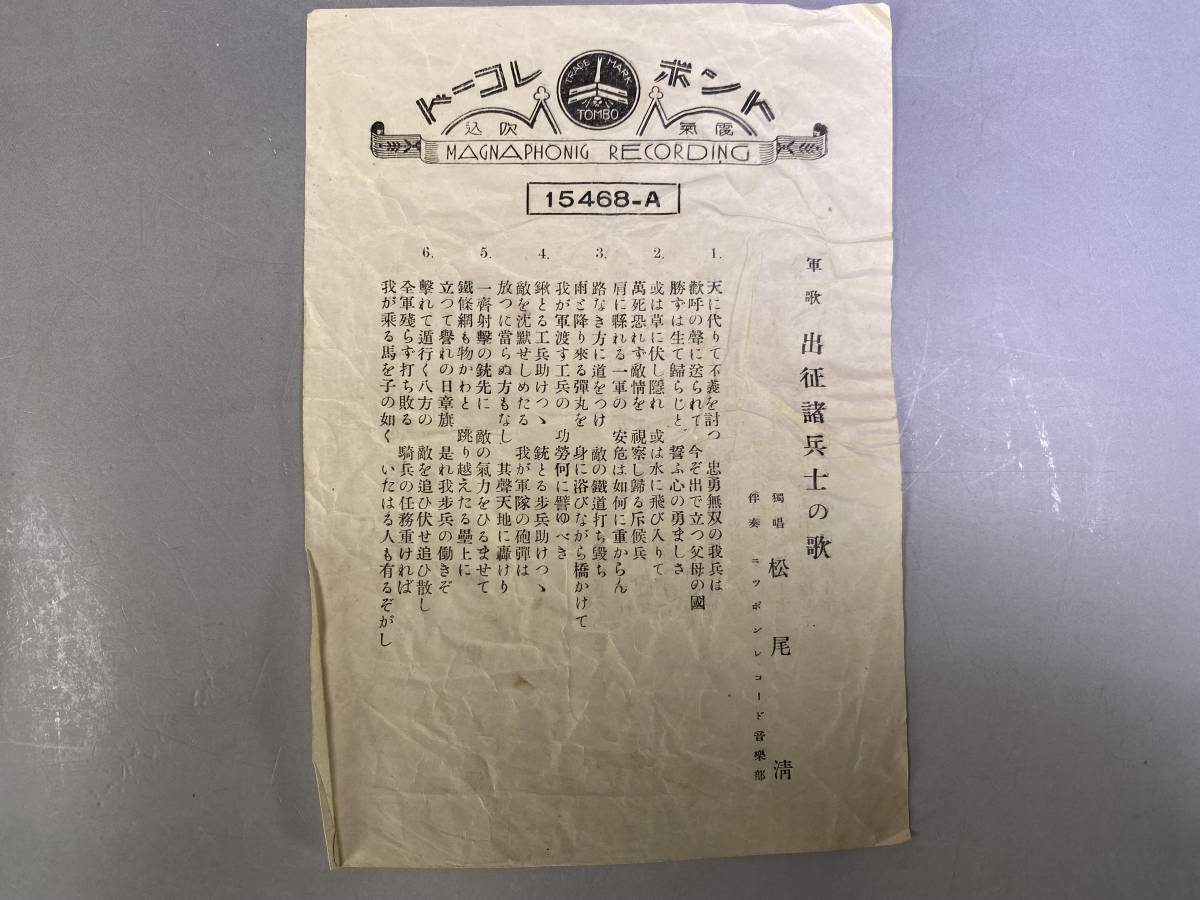 トンボ レコード
TRADE MARK
TOMBO
電氣 吹込
MAGNAPHONIG RECORDING
15468-A
軍歌 出征諸兵士の歌
獨唱 松尾淸
伴奏 ニツポンレコード音樂部
1. 天に代りて不義を討つ 忠勇無双の我兵は
歡呼の聲に送られて 今ぞ出で立つ父母の國
勝ずは生て歸らじと 誓ふ心の勇ましさ
2. 或は草に伏し隱れ 或は水に飛び入りて
萬死恐れず敵情を 視察し歸る斥候兵
肩に縣れる一軍の 安危は如何に重からん
3. 路なき方に道をつけ 敵の鐵道打ち毀ち
雨と降り來る彈丸を 身に浴びながら橋かけて
我が軍渡す工兵の 功勞何に譬ゆべき
4. 鍬とる工兵助けつゝ 銃とる步兵助けつゝ
敵を沈默せしめたる 我が軍隊の砲彈は
放つに當らぬ方もなし 其聲天地に轟けり
5. 一齊射擊の銃先に 敵の氣力をひるませて
鐵條網も物かわと 跳り越えたる壘上に
立つて譽れの日章旗 是れ我步兵の働きぞ
6. 擊れて遁行く八方の 敵を追ひ伏せ追ひ散し
全軍殘らす打ち敗る 騎兵の任務重ければ
我が乘る馬を子の如く いたはる人も有るぞがし